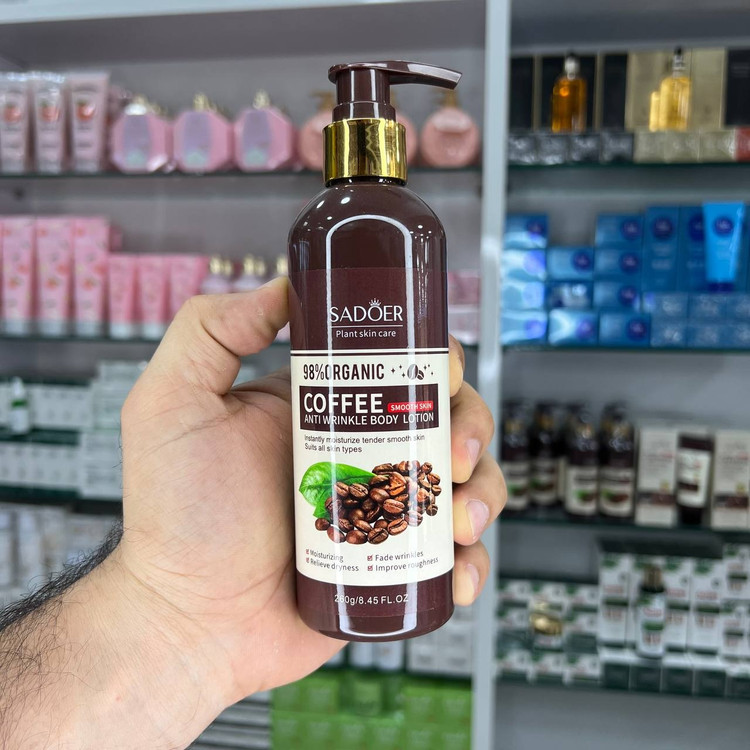 SADOER
Plant skin care
98%ORGANIC
COFFEE SMOOTH SKIN
ANTI WRINKLE BODY LOTION
Instantly moisturize tender smooth skin
Suits all skin types
Moisturizing
Fade wrinkles
Relieve dryness
Improve roughness
250g/8.45 FL.OZ